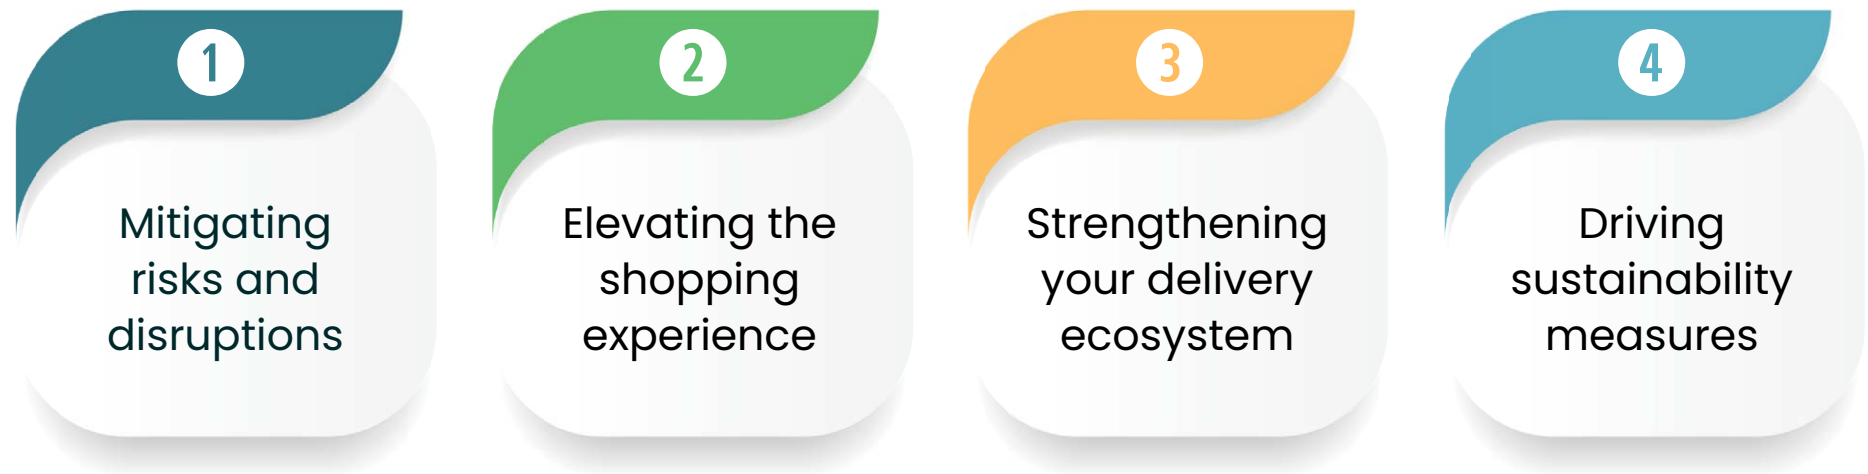 1
Mitigating
risks and
disruptions
2
Elevating the
shopping
experience
3
Strengthening
your delivery
ecosystem
4
Driving
sustainability
measures